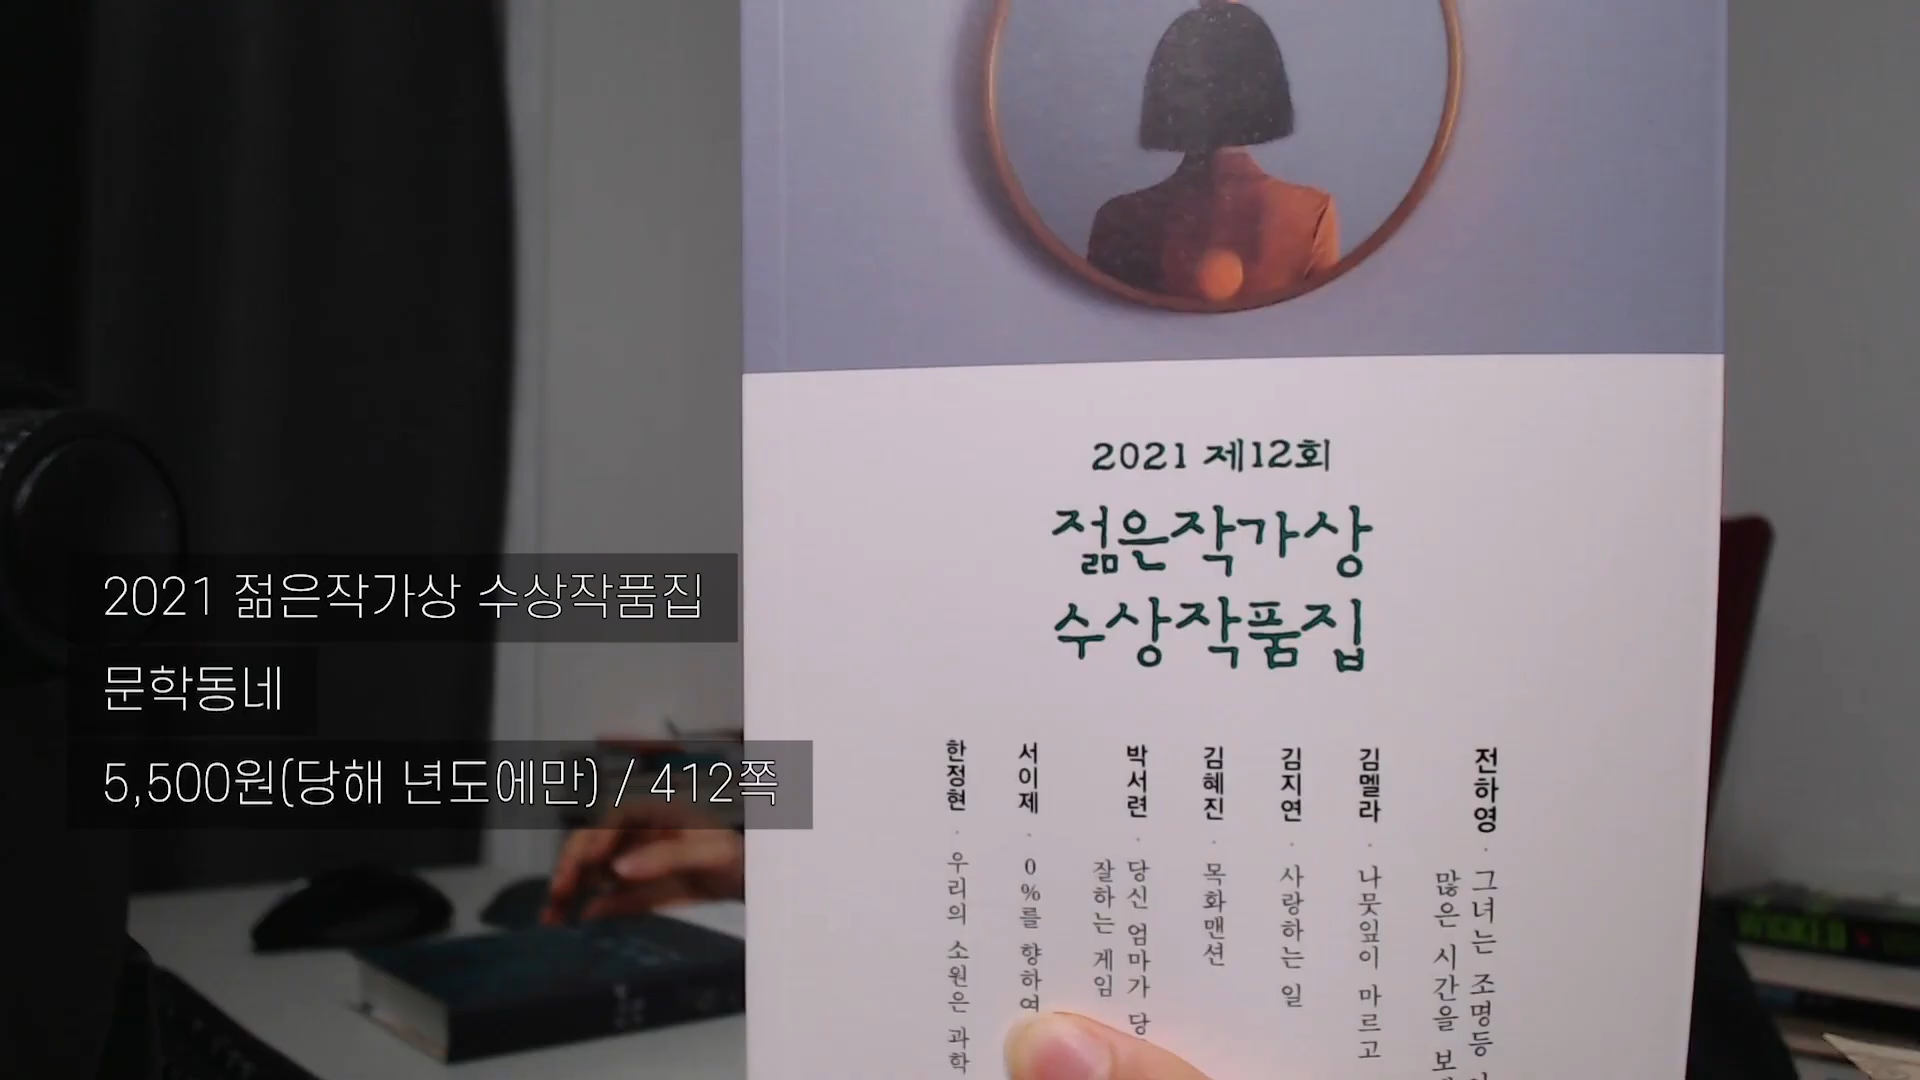 2021 젊은작가상 수상작품집
문학동네
5,500원(당해 년도에만) / 412쪽
2021 제12회
젊은작가상
수상작품집
전하영 · 그녀는 조명등
많은 시간을
김멜라 · 나뭇잎이 마르고
김지연 · 사랑하는 일
김혜진 · 목화맨션
박서련 · 당신 엄마가 당
잘하는 게임
서이제 · 0%를 향하여
한정현 · 우리의 소원은 과학